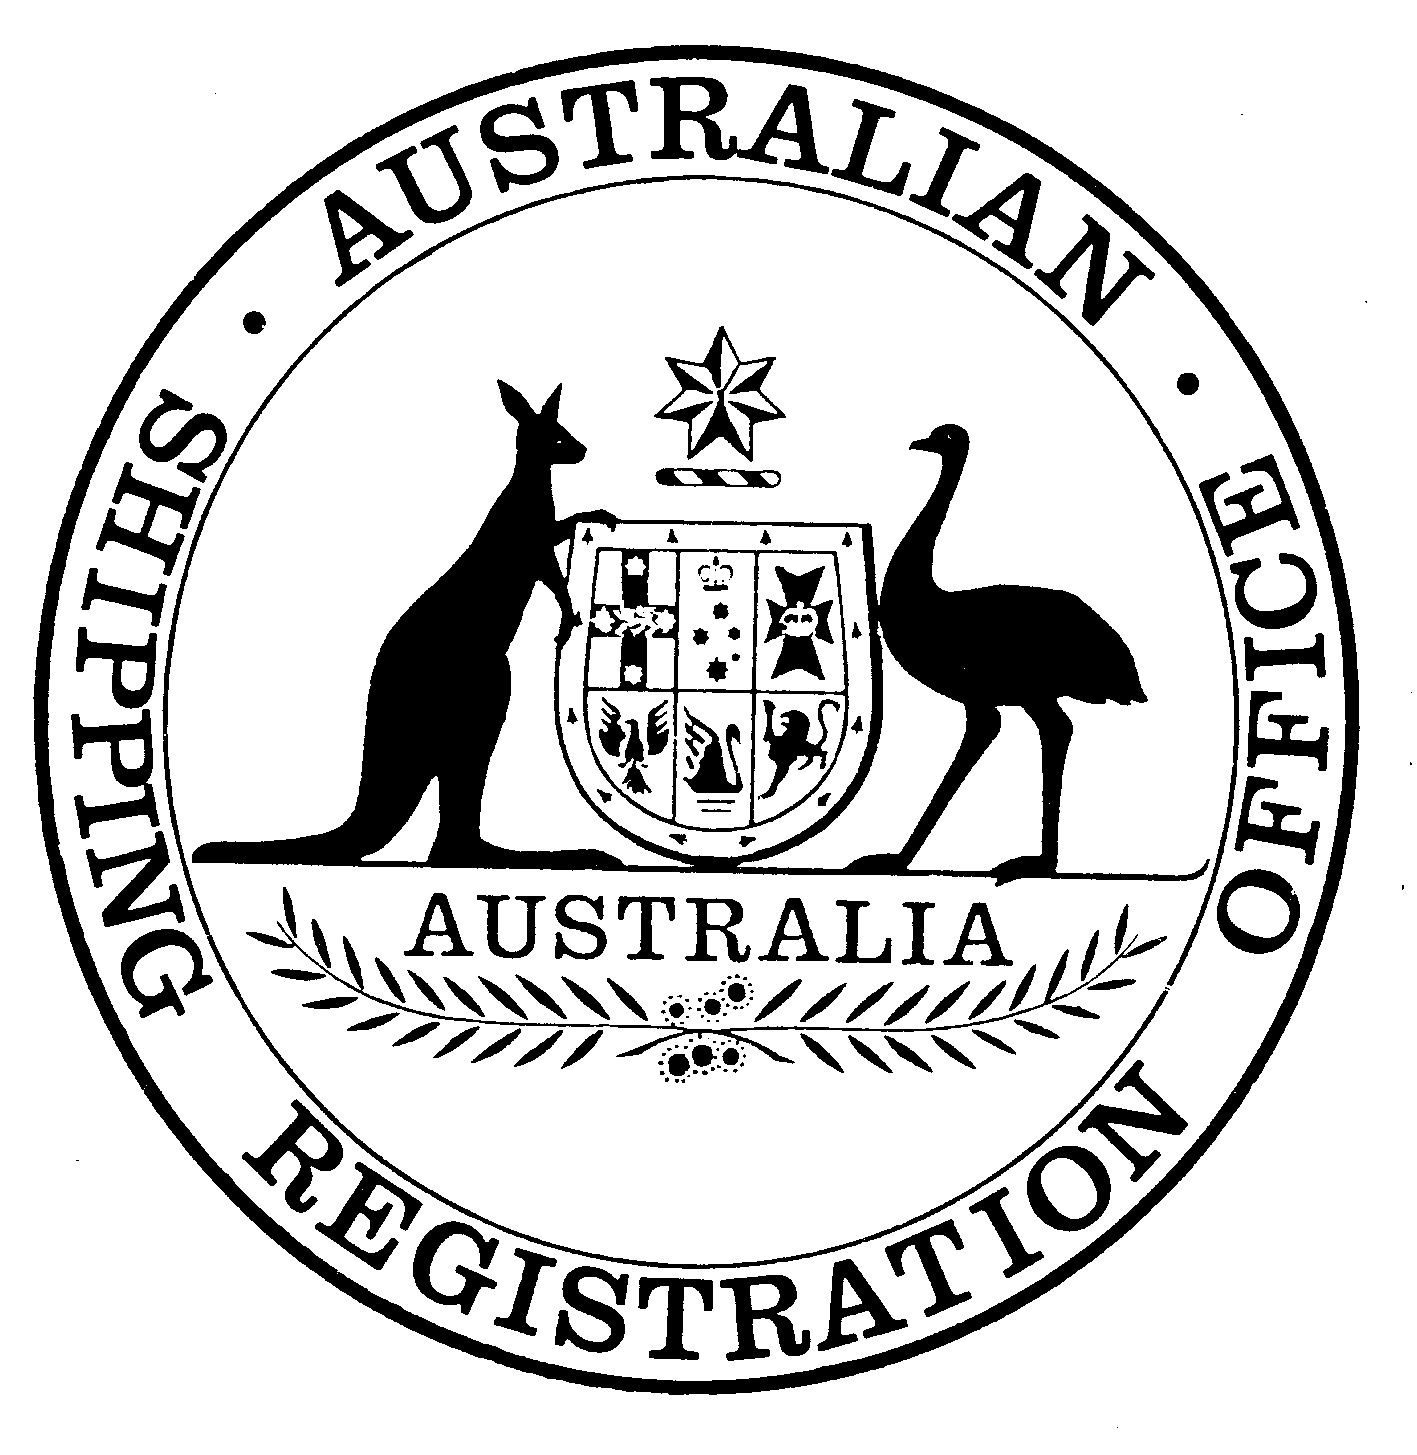 AUSTRALIAN
SHIPPING REGISTRATION OFFICE
AUSTRALIA